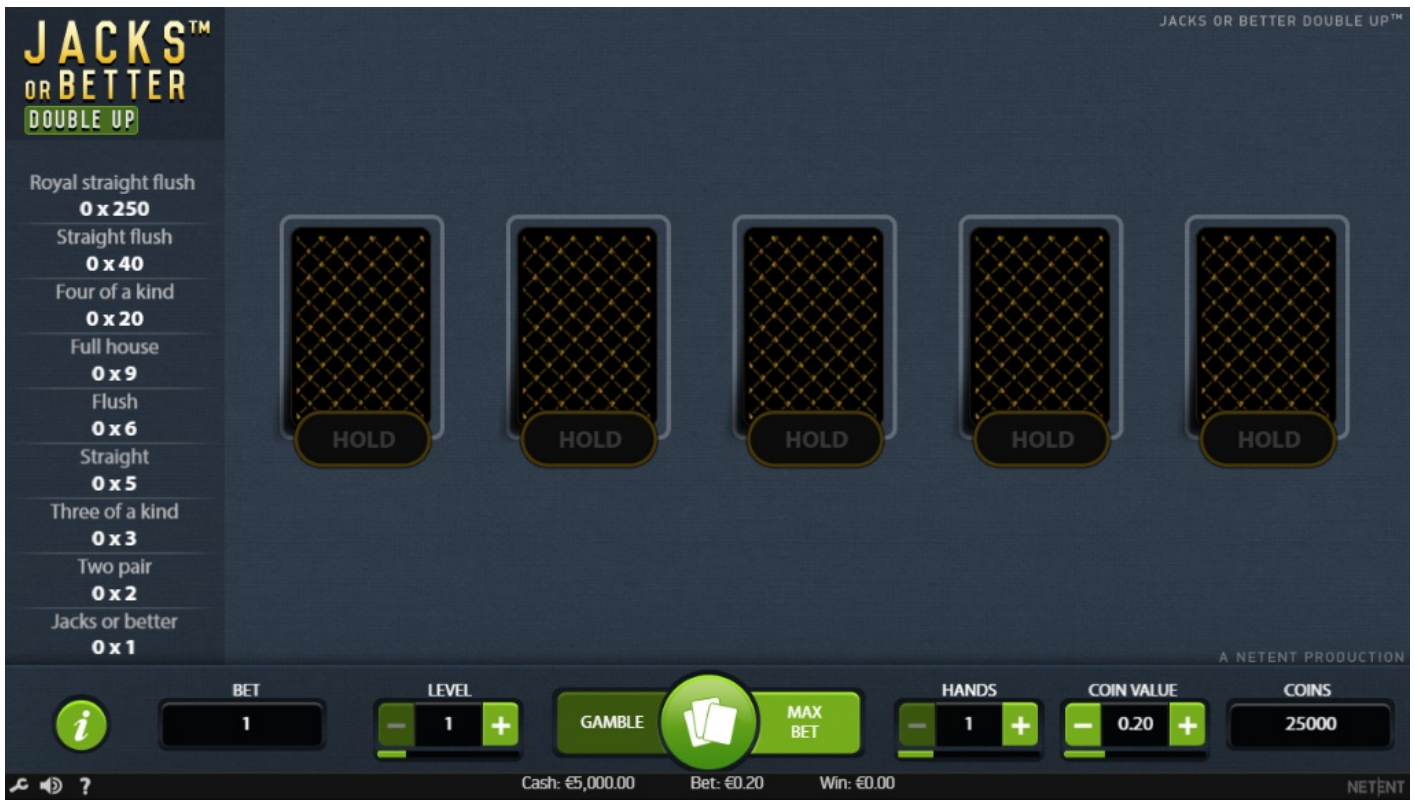 JACKS™
OR BETTER
DOUBLE UP
JACKS OR BETTER DOUBLE UP™
Royal straight flush
0 x 250
Straight flush
0 x 40
Four of a kind
0 x 20
Full house
0 x 9
Flush
0 x 6
Straight
0 x 5
Three of a kind
0 x 3
Two pair
0 x 2
Jacks or better
0 x 1
HOLD HOLD HOLD HOLD HOLD
A NETENT PRODUCTION
BET LEVEL HANDS COIN VALUE COINS
i 1 − 1 + GAMBLE MAX BET − 1 + − 0.20 + 25000
? Cash: €5,000.00 Bet: €0.20 Win: €0.00 NETENT